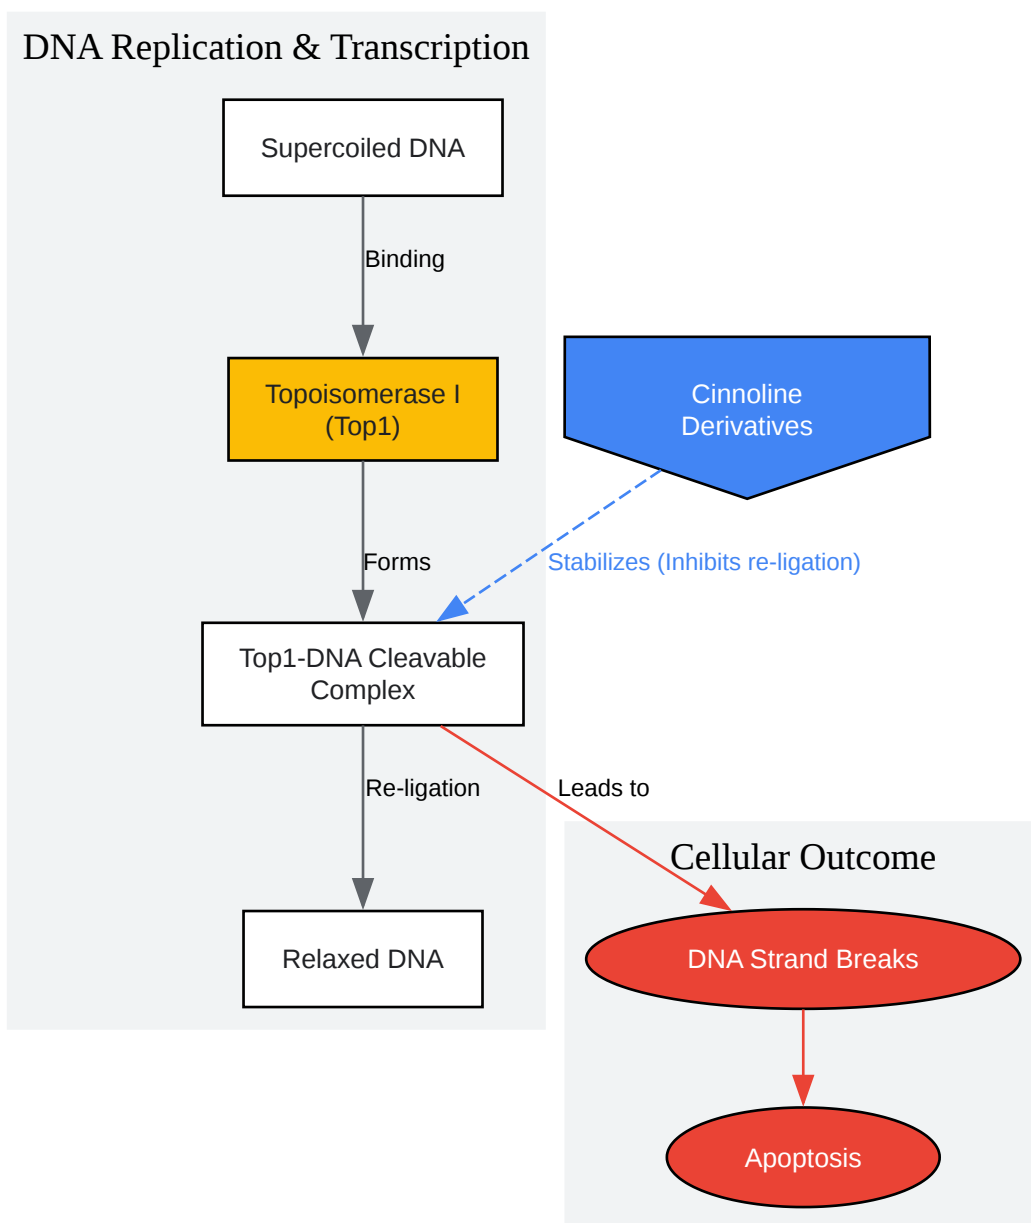 DNA Replication & Transcription
Supercoiled DNA
Binding
Topoisomerase I
(Top1)
Cinnoline
Derivatives
Forms
Stabilizes (Inhibits re-ligation)
Top1-DNA Cleavable
Complex
Re-ligation
Leads to
Cellular Outcome
Relaxed DNA
DNA Strand Breaks
Apoptosis